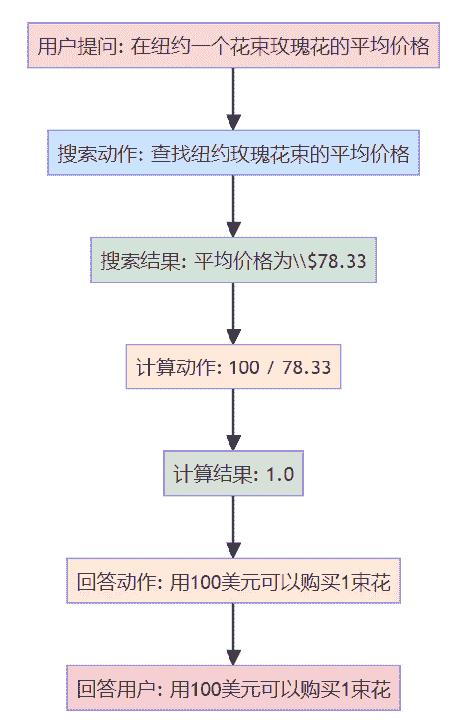 用户提问: 在纽约一个花束玫瑰花的平均价格
搜索动作: 查找纽约玫瑰花束的平均价格
搜索结果: 平均价格为\\$78.33
计算动作: 100 / 78.33
计算结果: 1.0
回答动作: 用100美元可以购买1束花
回答用户: 用100美元可以购买1束花